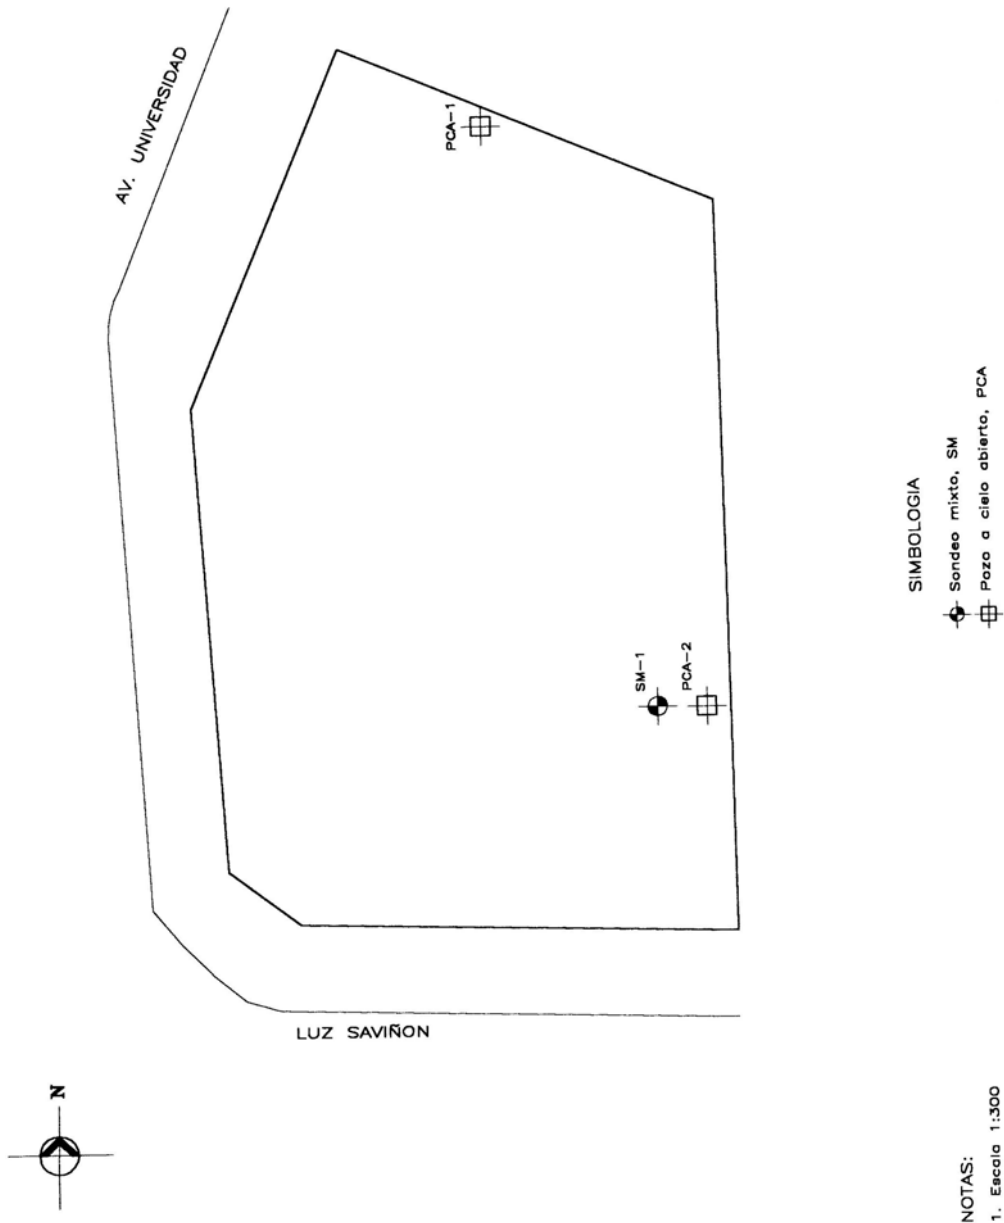 AV. UNIVERSIDAD
PCA-1
SM-1
PCA-2
LUZ SAVIÑON
N
SIMBOLOGIA
Sondeo mixto, SM
Pozo a cielo abierto, PCA
NOTAS:
1. Escala 1:300